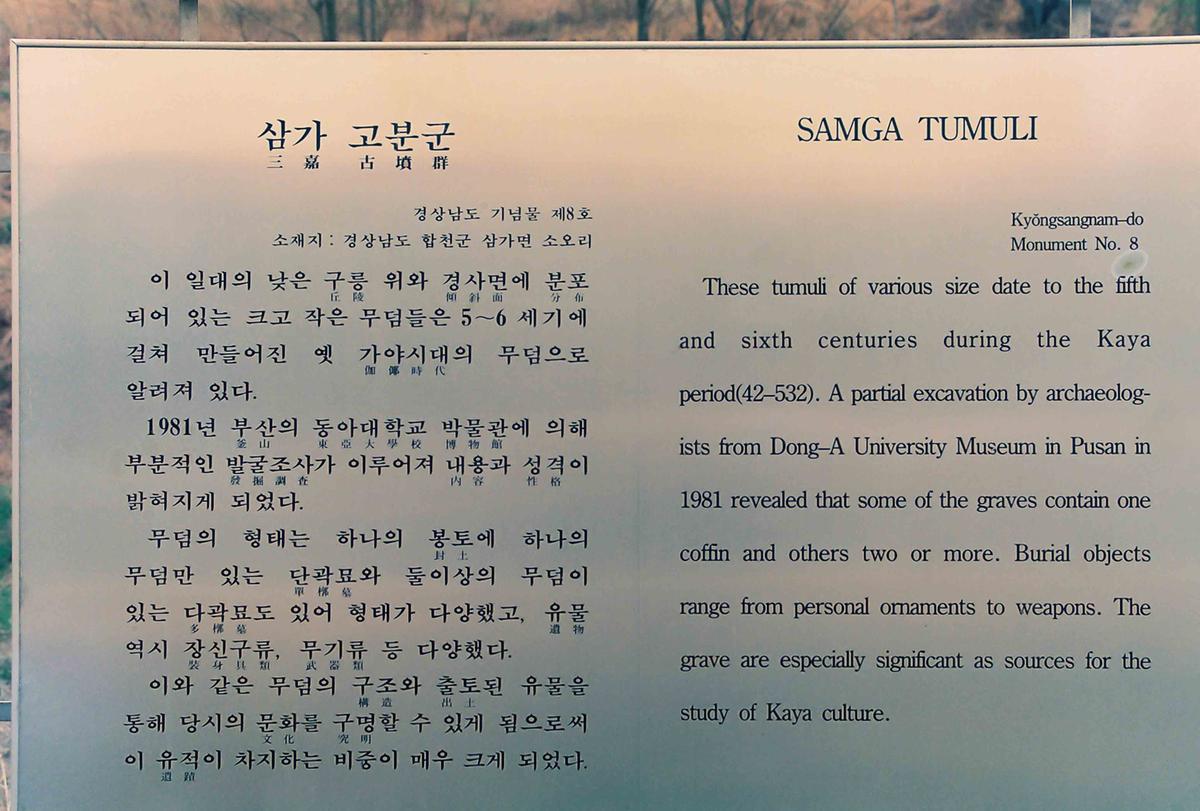 삼가 고분군
三嘉 古墳群
경상남도 기념물 제8호
소재지 : 경상남도 합천군 삼가면 소오리
이 일대의 낮은 구릉 위와 경사면에 분포
丘陵 傾斜面 分布
되어 있는 크고 작은 무덤들은 5~6 세기에
걸쳐 만들어진 옛 가야시대의 무덤으로
伽倻時代
알려져 있다.
1981년 부산의 동아대학교 박물관에 의해
釜山 東亞大學校 博物館
부분적인 발굴조사가 이루어져 내용과 성격이
發掘調査 內容 性格
밝혀지게 되었다.
무덤의 형태는 하나의 봉토에 하나의
封土
무덤만 있는 단곽묘와 둘이상의 무덤이
單槨墓
있는 다곽묘도 있어 형태가 다양했고, 유물
多槨墓 遺物
역시 장신구류, 무기류 등 다양했다.
裝身具類 武器類
이와 같은 무덤의 구조와 출토된 유물을
構造 出土
통해 당시의 문화를 구명할 수 있게 됨으로써
文化 究明
이 유적이 차지하는 비중이 매우 크게 되었다.
遺蹟
SAMGA TUMULI
Kyŏngsangnam–do
Monument No. 8
These tumuli of various size date to the fifth
and sixth centuries during the Kaya
period(42–532). A partial excavation by archaeolog-
ists from Dong–A University Museum in Pusan in
1981 revealed that some of the graves contain one
coffin and others two or more. Burial objects
range from personal ornaments to weapons. The
grave are especially significant as sources for the
study of Kaya culture.